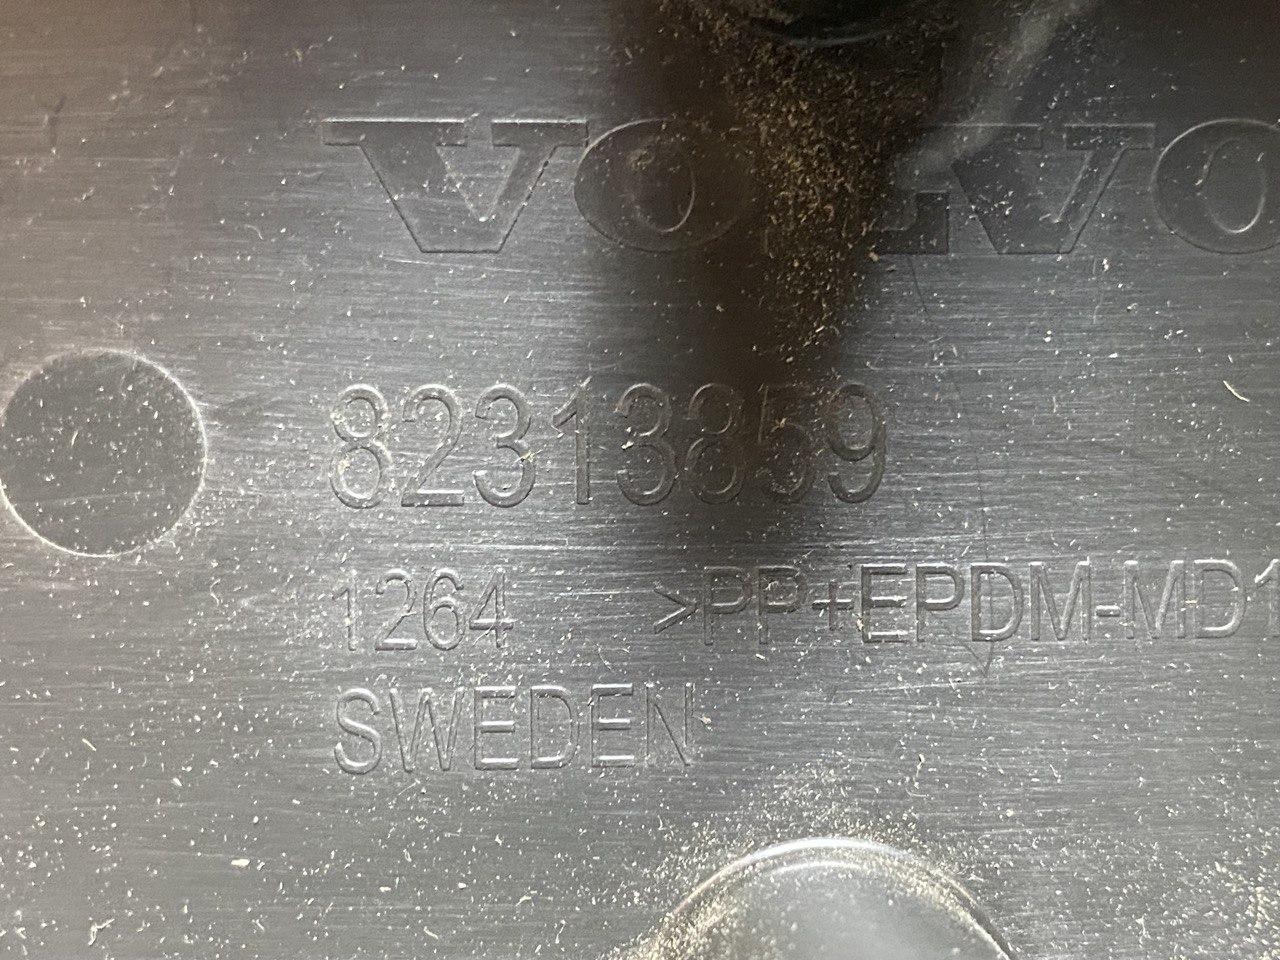 VOLVO
82313859
1264 >PP+EPDM-MD1
SWEDEN